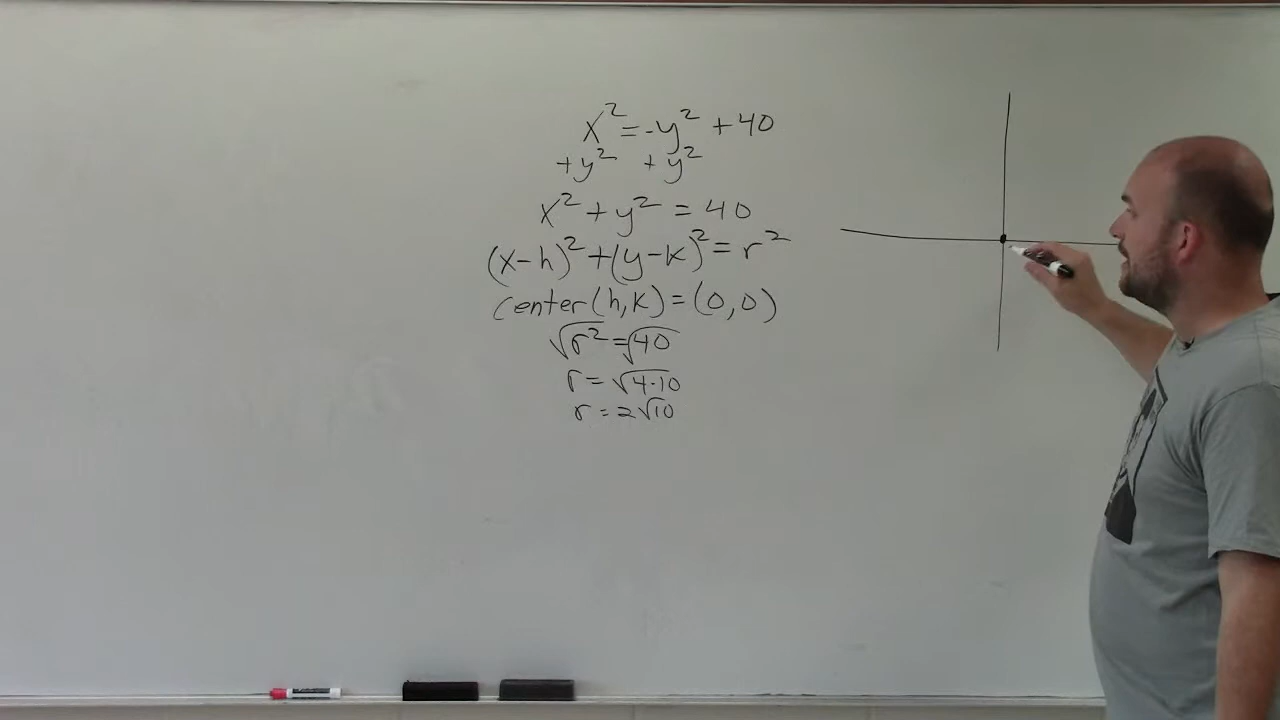 x² = -y² + 40
+y² +y²
x² + y² = 40
(x-h)² + (y-k)² = r²
center (h,k) = (0,0)
√r² = √40
r = √4·10
r = 2√10